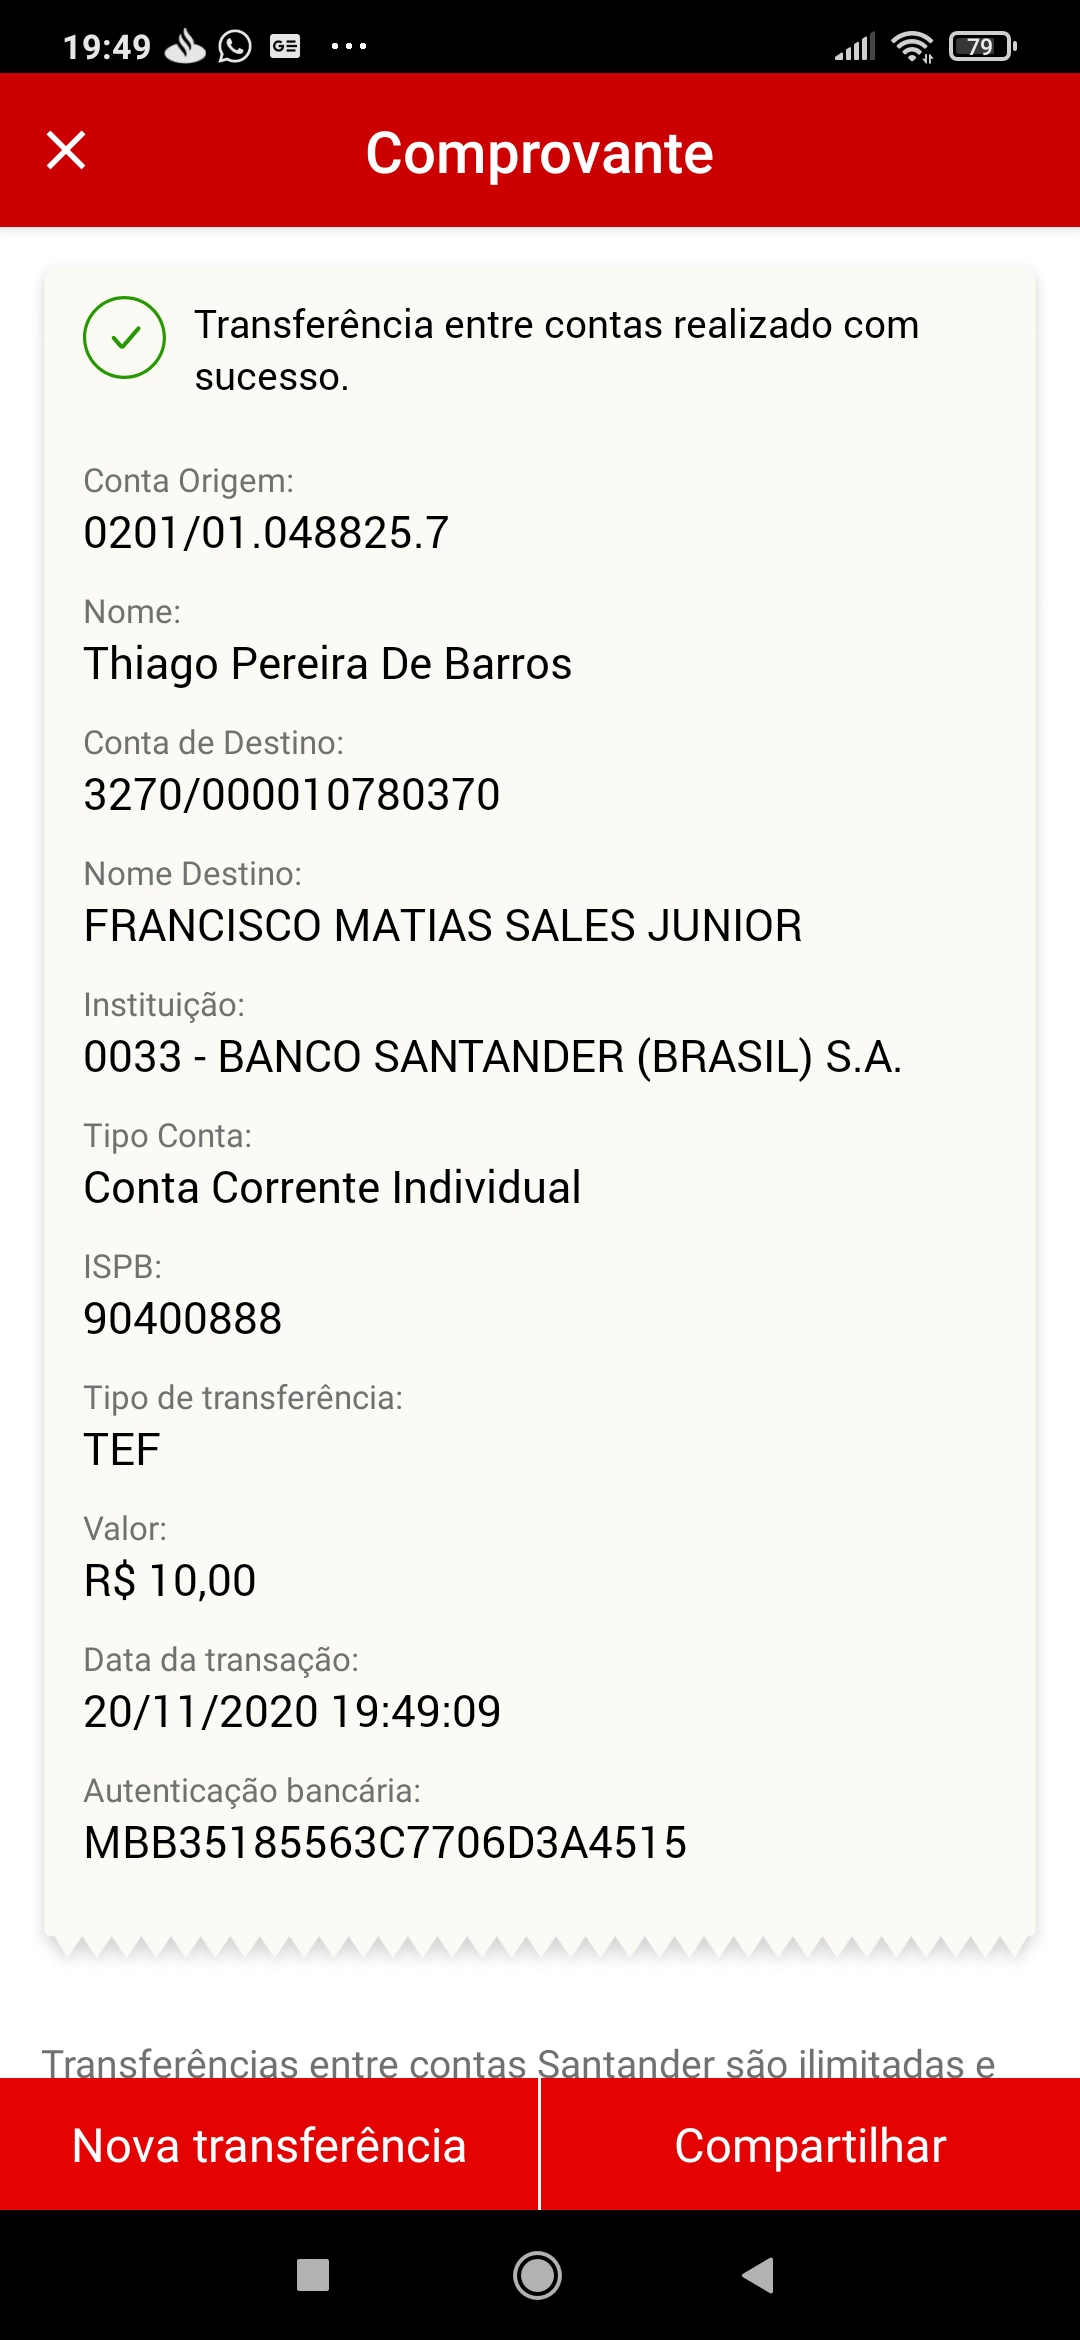 19:49
GE
79
Comprovante
Transferência entre contas realizado com
sucesso.
Conta Origem:
0201/01.048825.7
Nome:
Thiago Pereira De Barros
Conta de Destino:
3270/000010780370
Nome Destino:
FRANCISCO MATIAS SALES JUNIOR
Instituição:
0033 - BANCO SANTANDER (BRASIL) S.A.
Tipo Conta:
Conta Corrente Individual
ISPB:
90400888
Tipo de transferência:
TEF
Valor:
R$ 10,00
Data da transação:
20/11/2020 19:49:09
Autenticação bancária:
MBB35185563C7706D3A4515
Transferências entre contas Santander são ilimitadas e
Nova transferência
Compartilhar